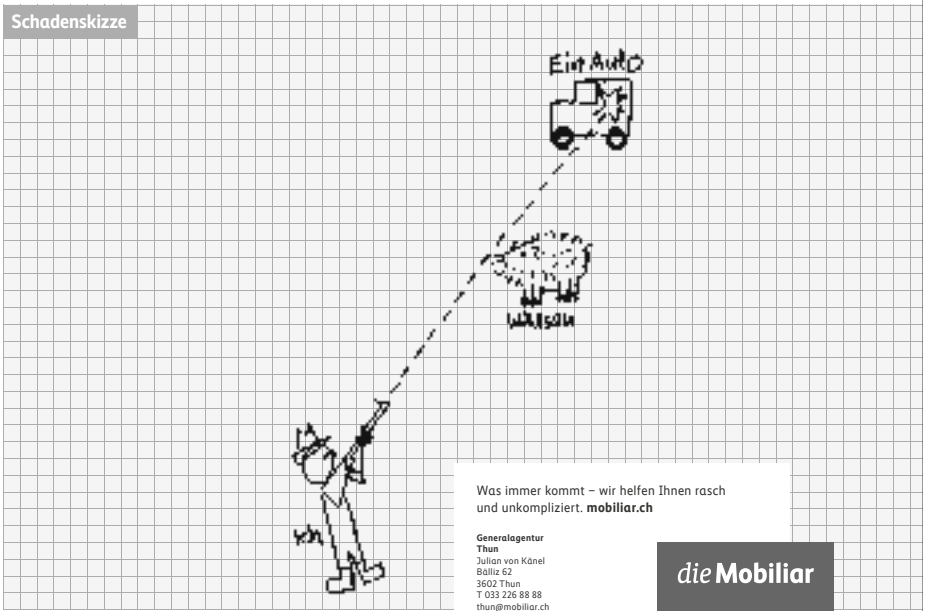 Schadenskizze
Ein Auto
Wildsau
Ich
Was immer kommt – wir helfen Ihnen rasch
und unkompliziert. mobiliar.ch
Generalagentur
Thun
Julian von Känel
Bälliz 62
3602 Thun
T 033 226 88 88
thun@mobiliar.ch
die Mobiliar